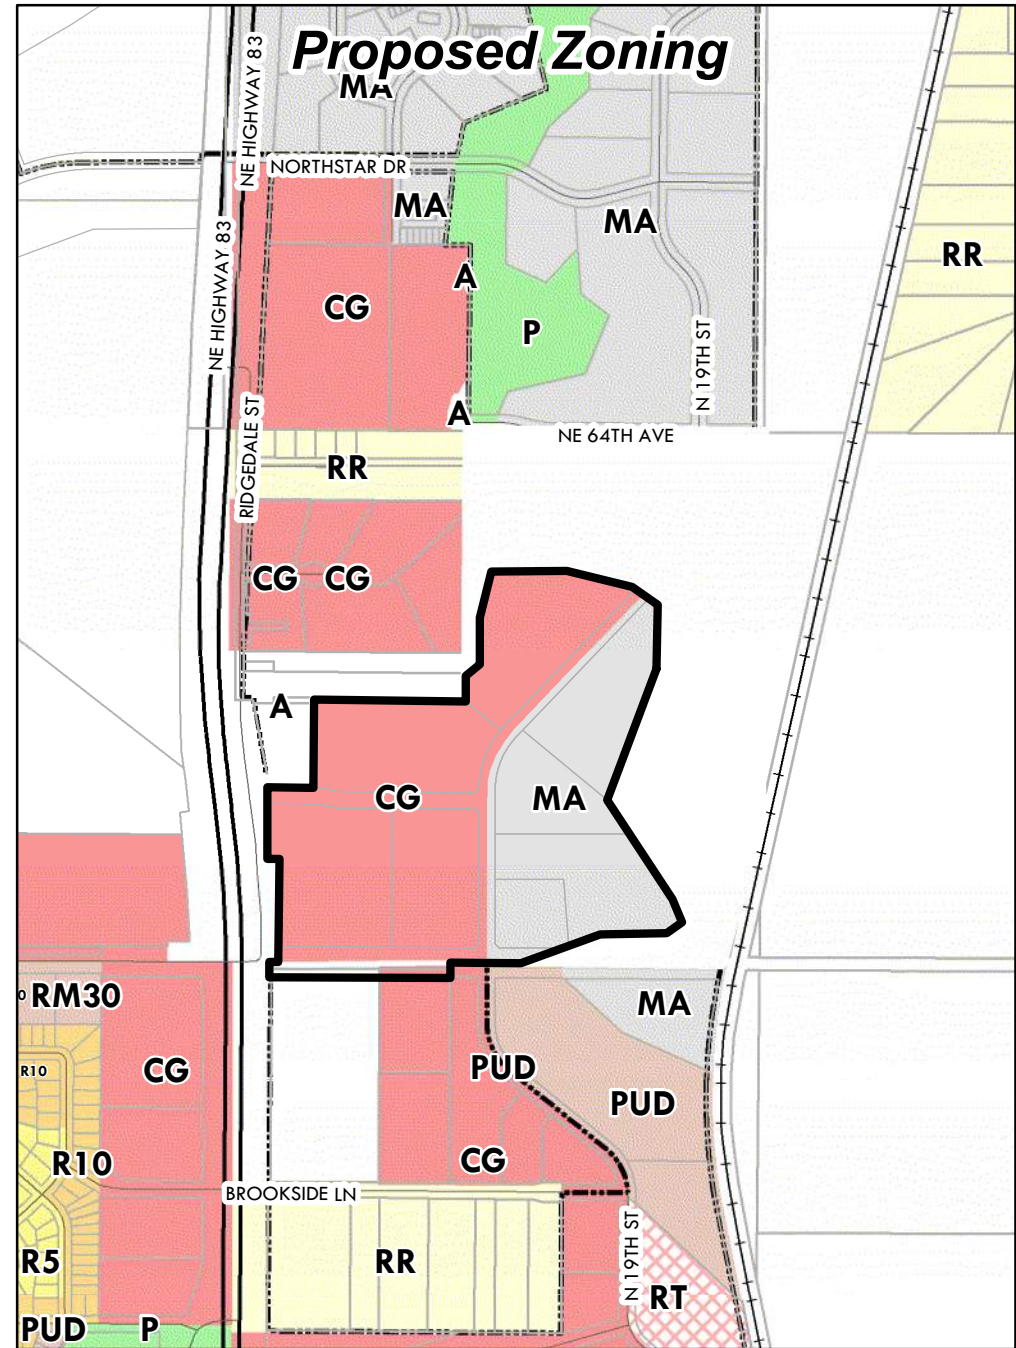 Proposed Zoning
MA
NE HIGHWAY 83
NORTHSTAR DR
MA
MA
NE HIGHWAY 83
RR
A
CG
P
N 19TH ST
A
RIDGEDALE ST
NE 64TH AVE
RR
CG
CG
A
CG
MA
RM30
MA
R10
CG
PUD
PUD
R10
CG
BROOKSIDE LN
R5
RR
N 19TH ST
RT
PUD
P